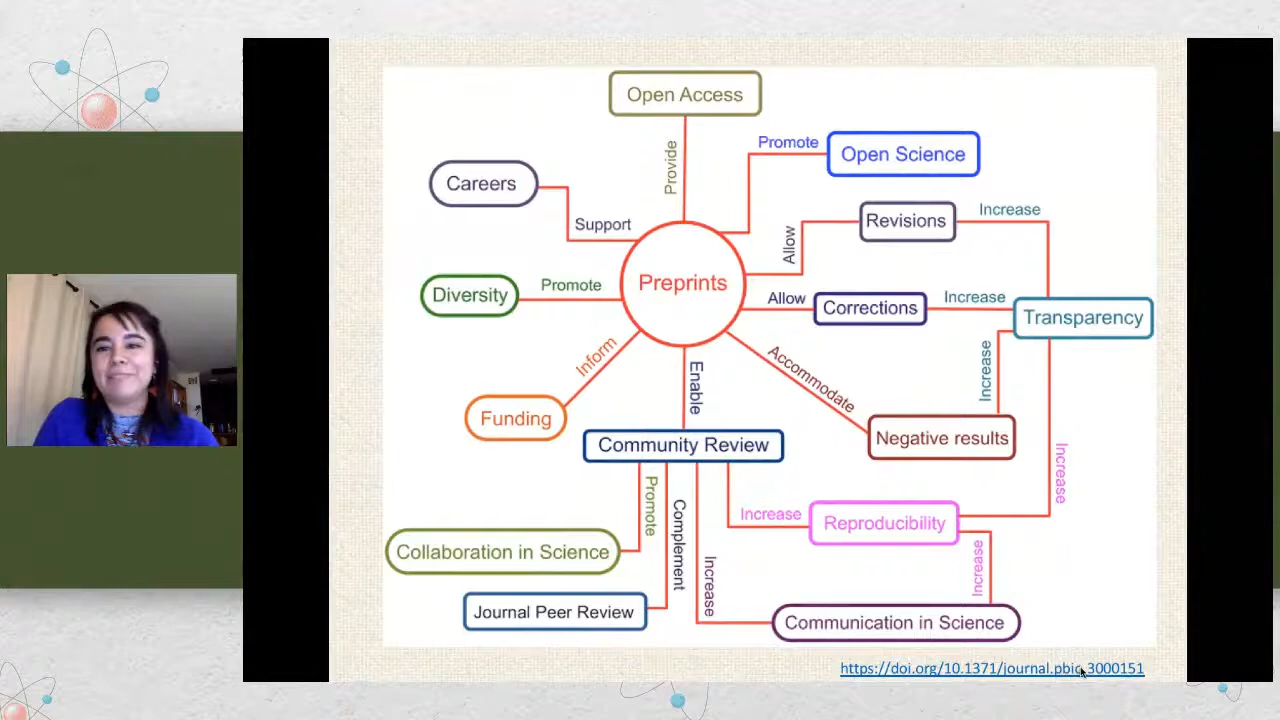 Open Access
Provide
Promote
Open Science
Careers
Support
Allow
Revisions
Increase
Preprints
Diversity
Promote
Allow
Corrections
Increase
Transparency
Inform
Funding
Enable
Accommodate
Increase
Negative results
Community Review
Increase
Promote
Complement
Increase
Increase
Reproducibility
Increase
Collaboration in Science
Journal Peer Review
Communication in Science
https://doi.org/10.1371/journal.pbio.3000151